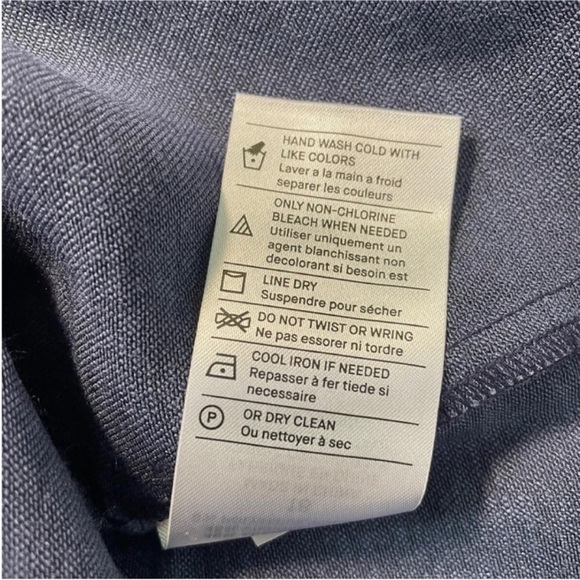 HAND WASH COLD WITH
LIKE COLORS
Laver a la main a froid
separer les couleurs
ONLY NON-CHLORINE
BLEACH WHEN NEEDED
Utiliser uniquement un
agent blanchissant non
decolorant si besoin est
LINE DRY
Suspendre pour sécher
DO NOT TWIST OR WRING
Ne pas essorer ni tordre
COOL IRON IF NEEDED
Repasser à fer tiede si
necessaire
P
OR DRY CLEAN
Ou nettoyer à sec